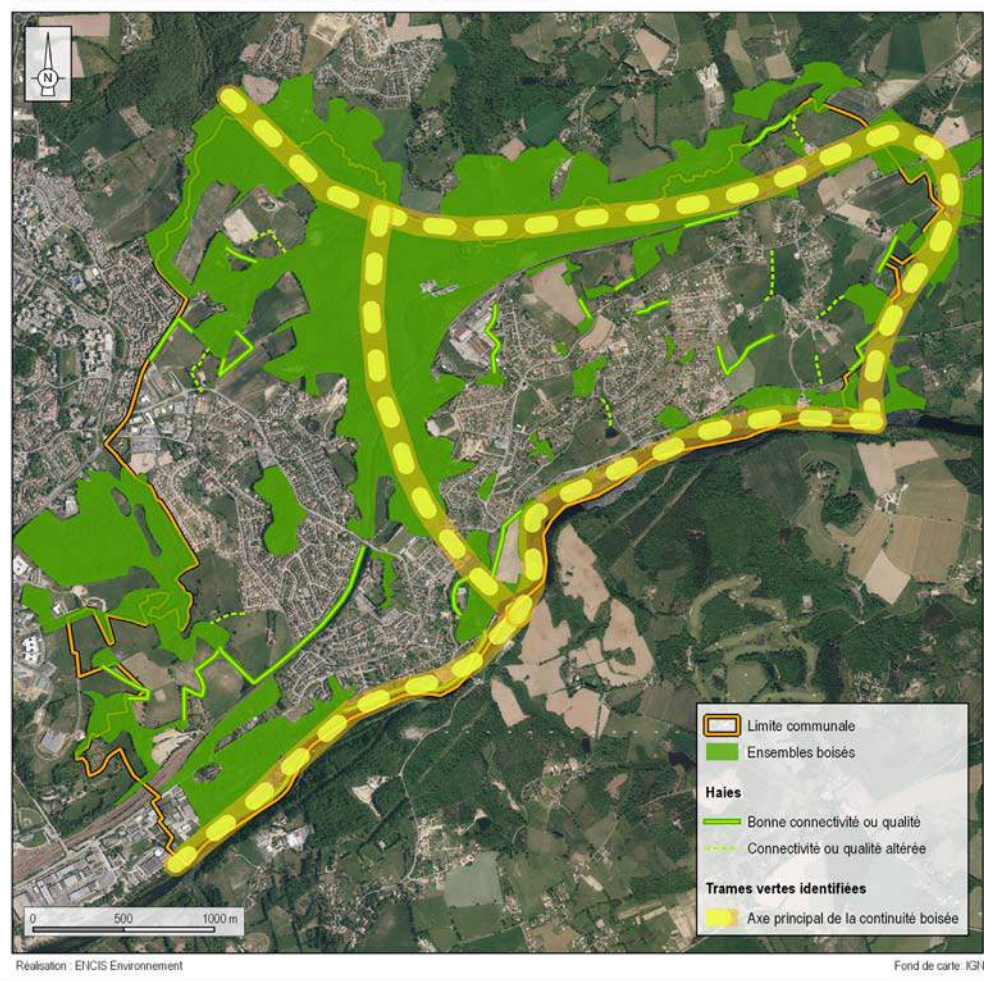 N
Limite communale
Ensembles boisés
Haies
Bonne connectivité ou qualité
Connectivité ou qualité altérée
Trames vertes identifiées
Axe principal de la continuité boisée
0 500 1000 m
Réalisation : ENCIS Environnement
Fond de carte: IGN